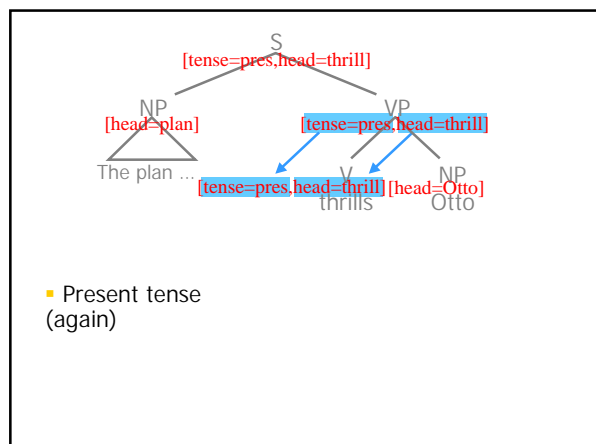 S
[tense=pres,head=thrill]
NP VP
[head=plan] [tense=pres,head=thrill]
The plan ... V NP
[tense=pres,head=thrill] [head=Otto]
thrills Otto
Present tense
(again)